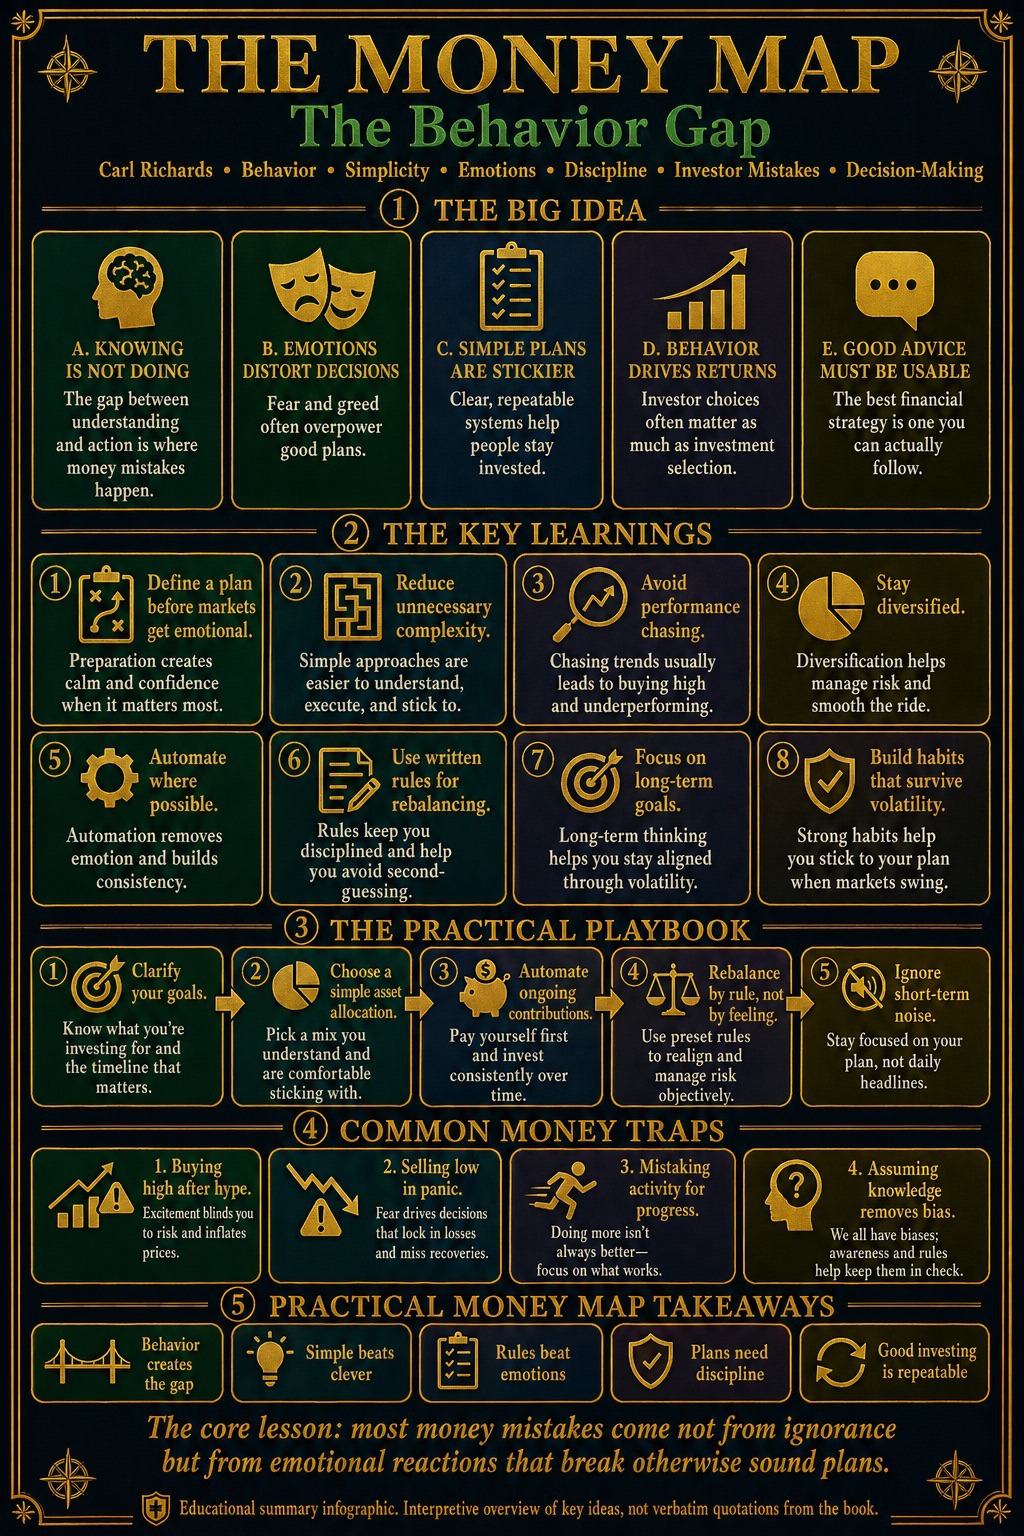 THE MONEY MAP
The Behavior Gap
Carl Richards • Behavior • Simplicity • Emotions • Discipline • Investor Mistakes • Decision-Making
1 THE BIG IDEA
A. KNOWING
IS NOT DOING
The gap between
understanding
and action is where
money mistakes
happen.
B. EMOTIONS
DISTORT DECISIONS
Fear and greed
often overpower
good plans.
C. SIMPLE PLANS
ARE STICKIER
Clear, repeatable
systems help
people stay
invested.
D. BEHAVIOR
DRIVES RETURNS
Investor choices
often matter as
much as investment
selection.
E. GOOD ADVICE
MUST BE USABLE
The best financial
strategy is one you
can actually
follow.
2 THE KEY LEARNINGS
1
Define a plan
before markets
get emotional.
Preparation creates
calm and confidence
when it matters most.
2
Reduce
unnecessary
complexity.
Simple approaches are
easier to understand,
execute, and stick to.
3
Avoid
performance
chasing.
Chasing trends usually
leads to buying high
and underperforming.
4
Stay
diversified.
Diversification helps
manage risk and
smooth the ride.
5
Automate
where
possible.
Automation removes
emotion and builds
consistency.
6
Use written
rules for
rebalancing.
Rules keep you
disciplined and help
you avoid second-
guessing.
7
Focus on
long-term
goals.
Long-term thinking
helps you stay aligned
through volatility.
8
Build habits
that survive
volatility.
Strong habits help
you stick to your plan
when markets swing.
3 THE PRACTICAL PLAYBOOK
1
Clarify
your goals.
Know what you're
investing for and
the timeline that
matters.
2
Choose a
simple asset
allocation.
Pick a mix you
understand and
are comfortable
sticking with.
3
$
Automate
ongoing
contributions.
Pay yourself first
and invest
consistently over
time.
4
Rebalance
by rule, not
by feeling.
Use preset rules
to realign and
manage risk
objectively.
5
Ignore
short-term
noise.
Stay focused on your
plan, not daily
headlines.
4 COMMON MONEY TRAPS
1. Buying
high after hype.
Excitement blinds you
to risk and inflates
prices.
2. Selling low
in panic.
Fear drives decisions
that lock in losses
and miss recoveries.
3. Mistaking
activity for
progress.
Doing more isn't
always better—
focus on what works.
4. Assuming
knowledge
removes bias.
We all have biases;
awareness and rules
help keep them in check.
5 PRACTICAL MONEY MAP TAKEAWAYS
Behavior
creates
the gap
Simple beats
clever
Rules beat
emotions
Plans need
discipline
Good investing
is repeatable
The core lesson: most money mistakes come not from ignorance
but from emotional reactions that break otherwise sound plans.
Educational summary infographic. Interpretive overview of key ideas, not verbatim quotations from the book.